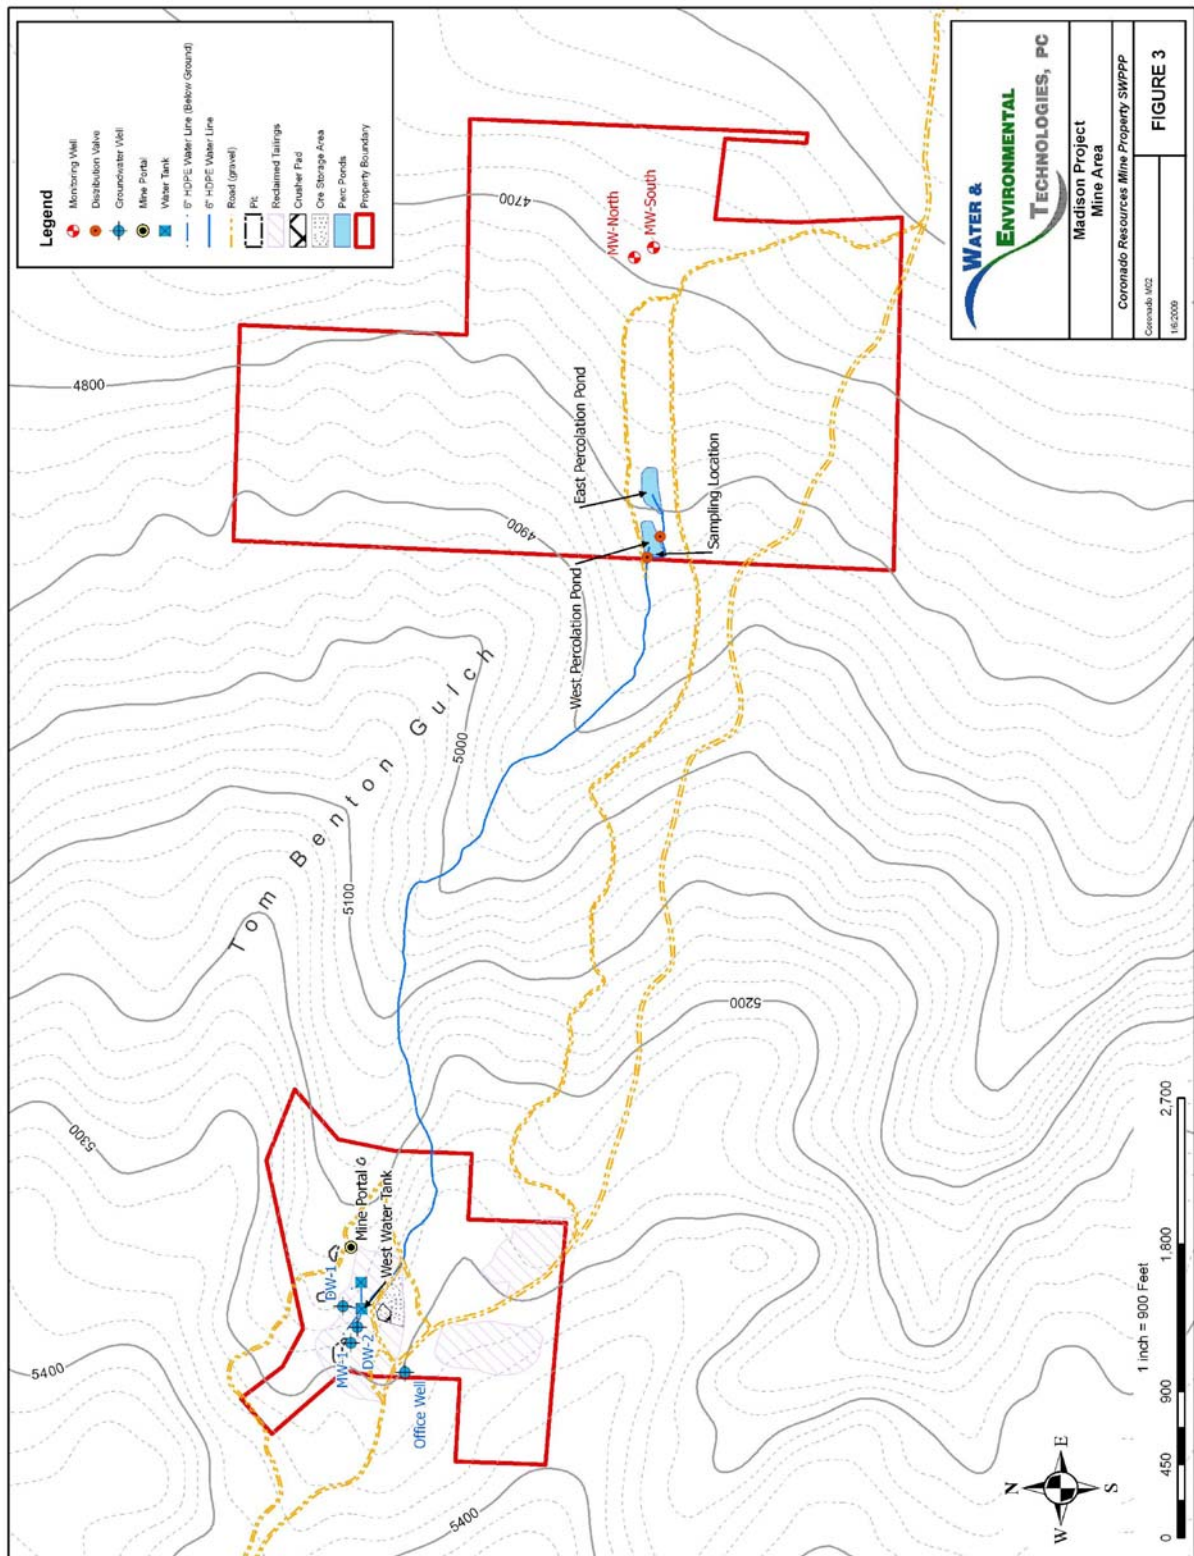 Legend
Monitoring Well
Distribution Valve
Groundwater Well
Mine Portal
Water Tank
6" HDPE Water Line (Below Ground)
6" HDPE Water Line
Road (gravel)
Pit
Reclaimed Tailings
Crusher Pad
Ore Storage Area
Perc Ponds
Property Boundary
5300
5400
5400
Tom Benton Gulch
5100
5000
5200
4900
4800
4700
DW-1
MW-1
DW-2
Mine Portal
West Water Tank
Office Well
West Percolation Pond
East Percolation Pond
Sampling Location
MW-North
MW-South
N
W
E
S
1 inch = 900 Feet
0
450
900
1,800
2,700
WATER &
ENVIRONMENTAL
TECHNOLOGIES, PC
Madison Project
Mine Area
Coronado Resources Mine Property SWPPP
Coronado M02
1/6/2009
FIGURE 3